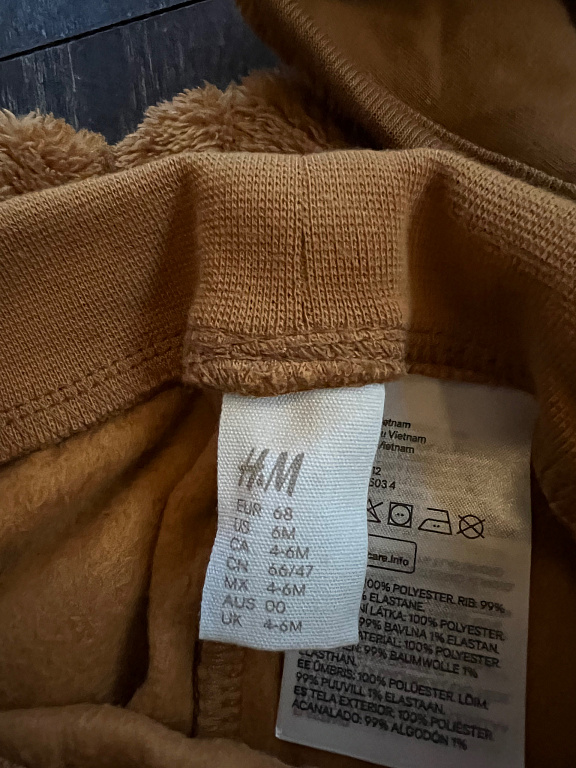 H&M
EUR 68
US 6M
CA 4-6M
CN 66/47
MX 4-6M
AUS 00
UK 4-6M
Vietnam
Vietnam
12
S03 4
care.info
100% POLYESTER. RIB: 99%
% ELASTANE.
LÁTKA: 100% POLYESTER.
99% BAVLNA 1% ELASTAN.
100% POLYESTER.
99% BAUMWOLLE 1%
ELASTHAN.
EE ÜMBRIS: 100% POLÜESTER. LÕIM:
99% PUUVILL 1% ELASTAAN.
ES TELA EXTERIOR: 100% POLIÉSTER.
ACANALADO: 99% ALGODÓN 1%